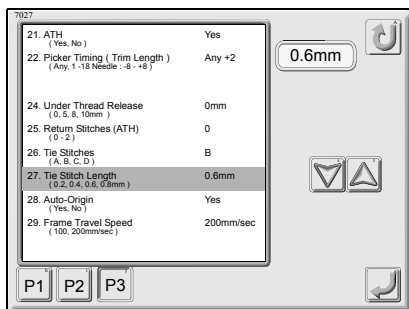 7027
21. ATH Yes
( Yes, No )
22. Picker Timing ( Trim Length ) Any +2
( Any, 1 -18 Needle : -8 - +8 )
0.6mm
24. Under Thread Release 0mm
( 0, 5, 8, 10mm )
25. Return Stitches (ATH) 0
( 0 - 2 )
26. Tie Stitches B
( A, B, C, D )
27. Tie Stitch Length 0.6mm
( 0.2, 0.4, 0.6, 0.8mm )
28. Auto-Origin Yes
( Yes, No )
29. Frame Travel Speed 200mm/sec
( 100, 200mm/sec )
P1 P2 P3